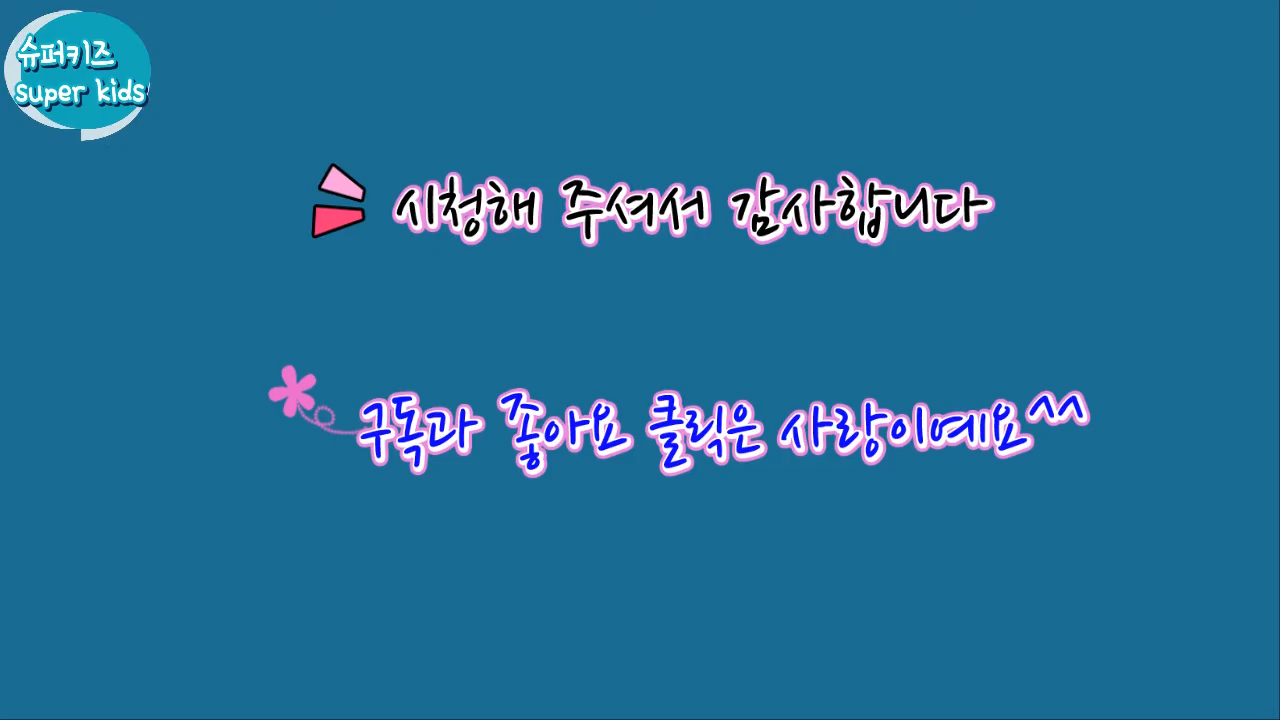 슈퍼키즈
super kids
시청해 주셔서 감사합니다
구독과 좋아요 클릭은 사랑이예요^^